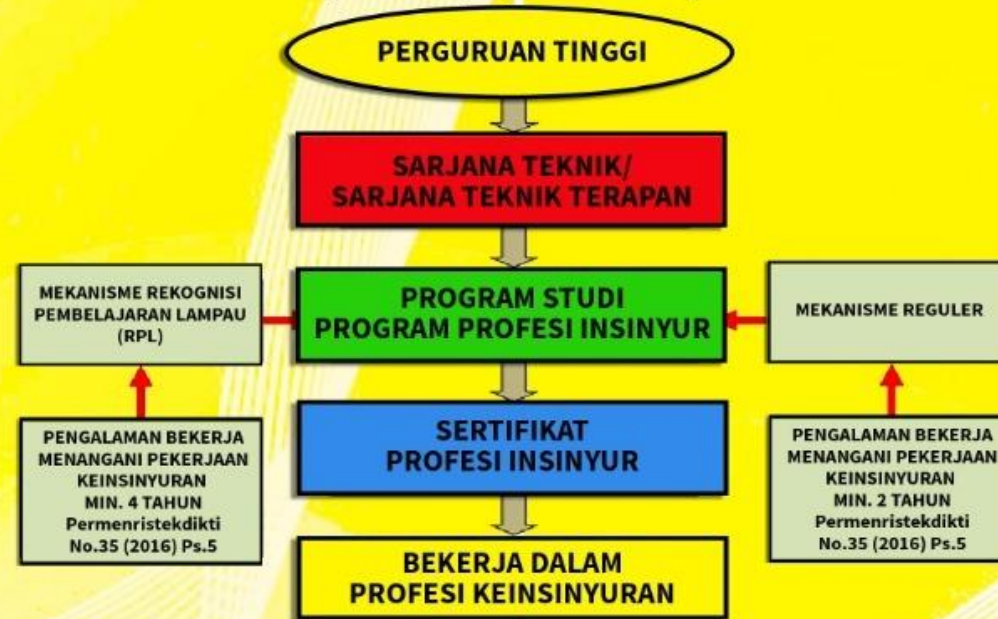 PERGURUAN TINGGI
SARJANA TEKNIK/
SARJANA TEKNIK TERAPAN
MEKANISME REKOGNISI
PEMBELAJARAN LAMPAU
(RPL)
PROGRAM STUDI
PROGRAM PROFESI INSINYUR
MEKANISME REGULER
PENGALAMAN BEKERJA
MENANGANI PEKERJAAN
KEINSINYURAN
MIN. 4 TAHUN
Permenristekdikti
No.35 (2016) Ps.5
SERTIFIKAT
PROFESI INSINYUR
PENGALAMAN BEKERJA
MENANGANI PEKERJAAN
KEINSINYURAN
MIN. 2 TAHUN
Permenristekdikti
No.35 (2016) Ps.5
BEKERJA DALAM
PROFESI KEINSINYURAN